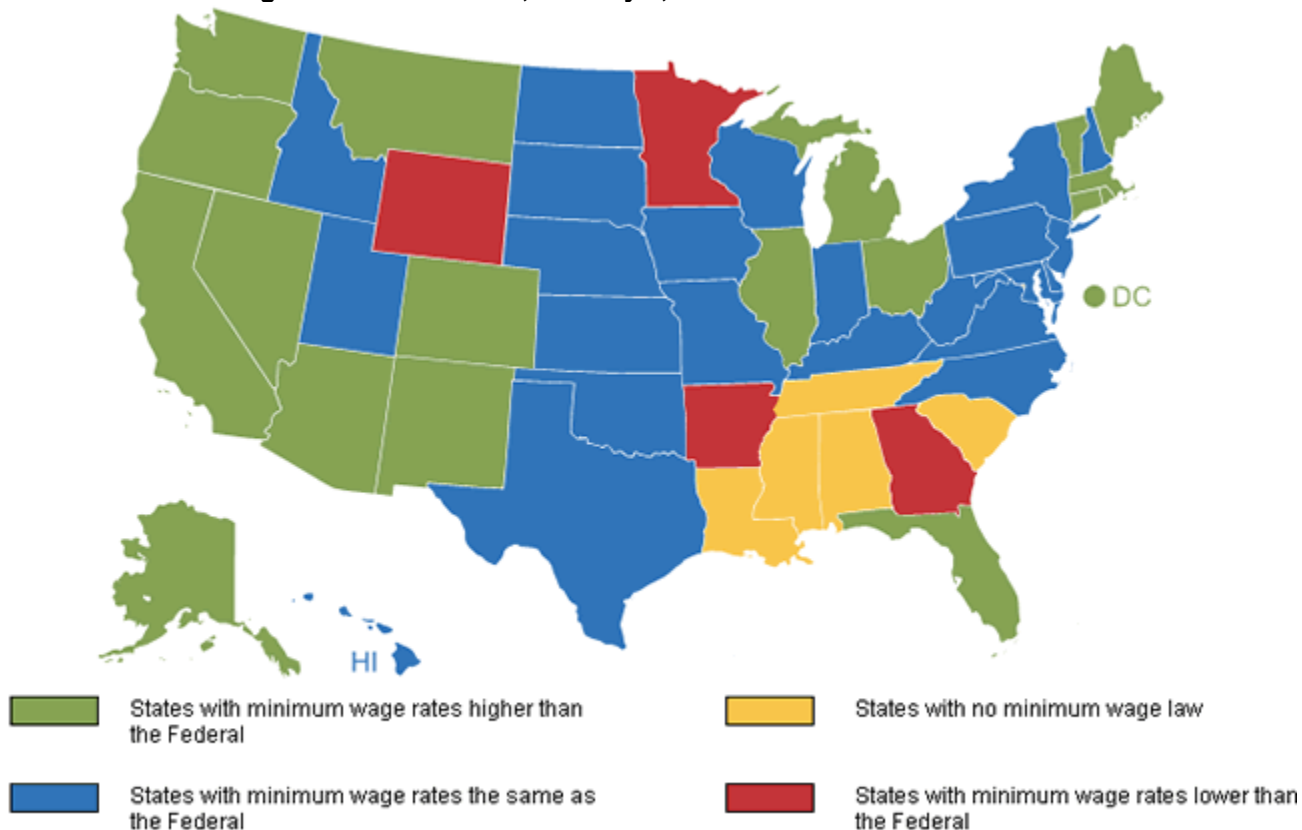 DC
HI
States with minimum wage rates higher than
the Federal
States with no minimum wage law
States with minimum wage rates the same as
the Federal
States with minimum wage rates lower than
the Federal